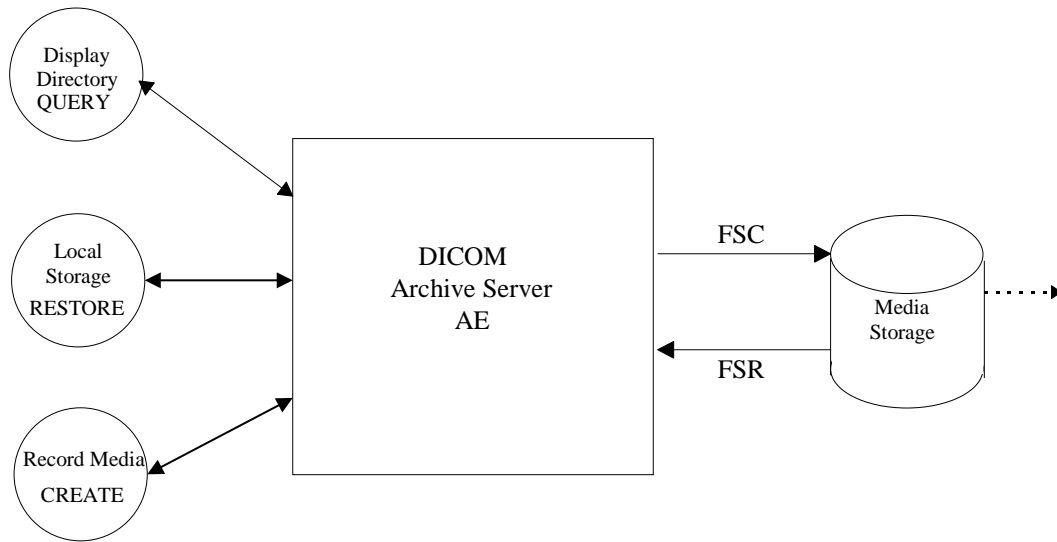 Display
Directory
QUERY
Local
Storage
RESTORE
Record Media
CREATE
DICOM
Archive Server
AE
FSC
FSR
Media
Storage